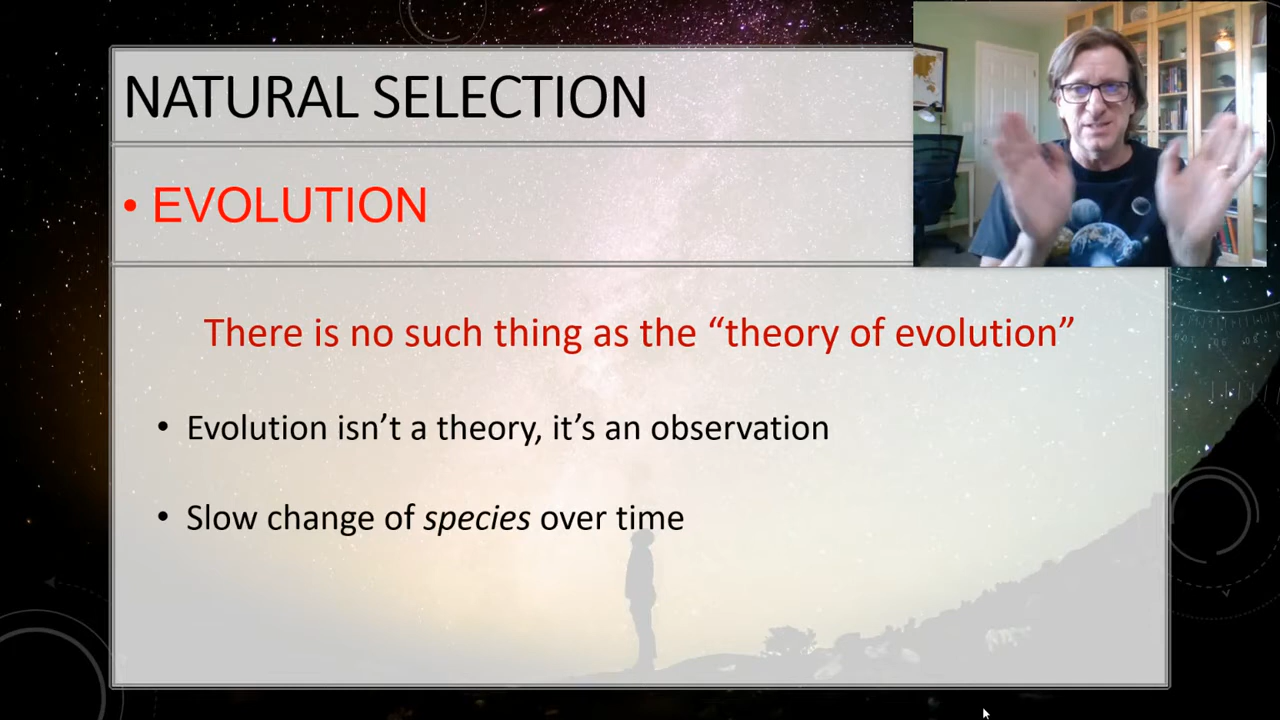 NATURAL SELECTION
• EVOLUTION
There is no such thing as the “theory of evolution”
• Evolution isn’t a theory, it’s an observation
• Slow change of species over time